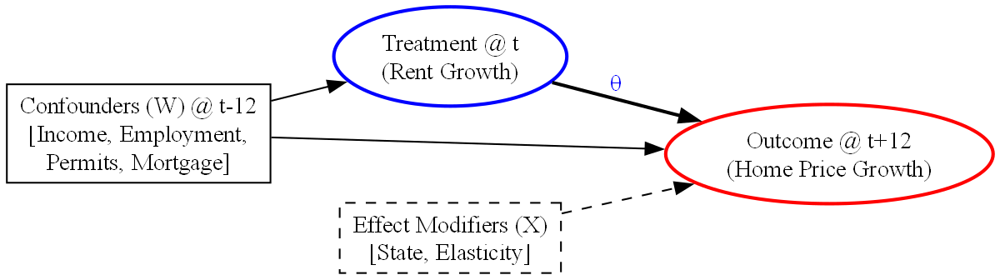 Treatment @ t
(Rent Growth)
θ
Confounders (W) @ t-12
⌊Income, Employment,
Permits, Mortgage⌋
Outcome @ t+12
(Home Price Growth)
Effect Modifiers (X)
⌊State, Elasticity⌋